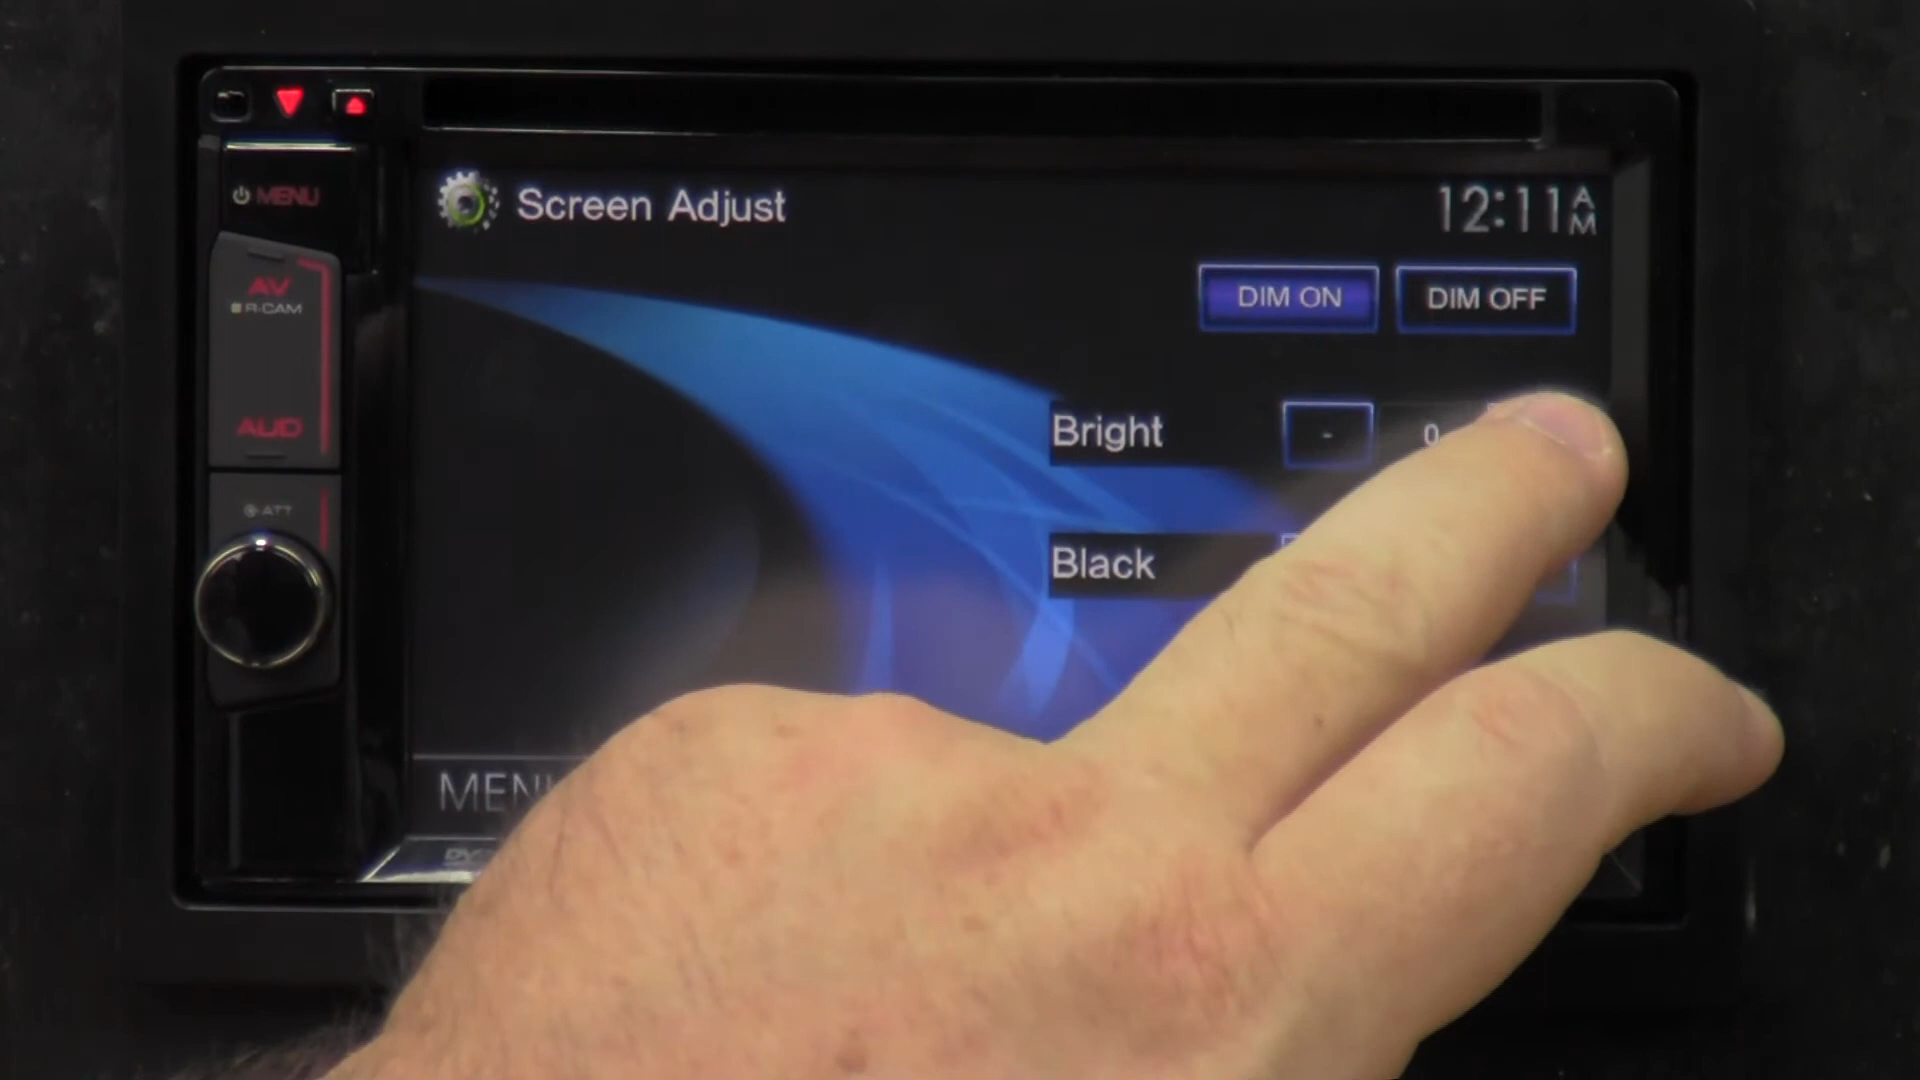 Screen Adjust
12:11 AM
MENU
DIM ON
DIM OFF
AV
R-CAM
Bright
-
0
AUD
ATT
Black